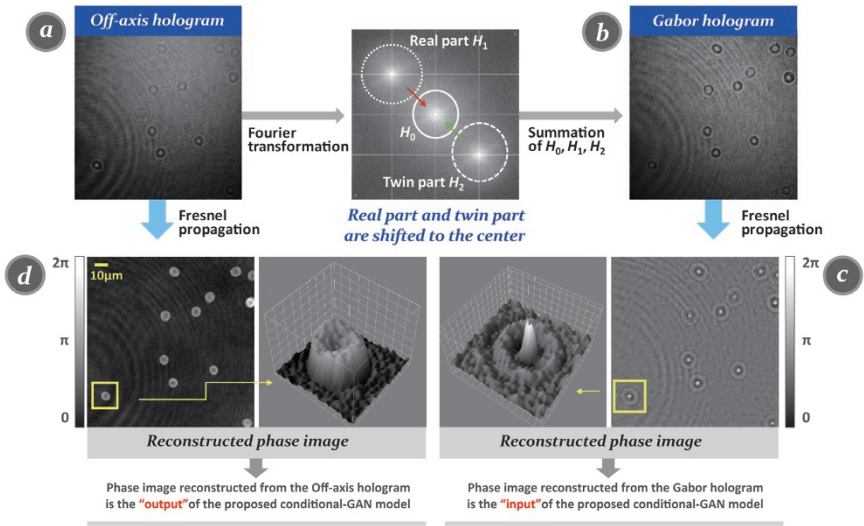 a
Off-axis hologram
Fourier
transformation
Real part H1
H0
Twin part H2
Real part and twin part
are shifted to the center
Summation
of H0, H1, H2
b
Gabor hologram
Fresnel
propagation
Fresnel
propagation
d
2π
π
0
10μm
Reconstructed phase image
Phase image reconstructed from the Off-axis hologram
is the “output” of the proposed conditional-GAN model
c
2π
π
0
Reconstructed phase image
Phase image reconstructed from the Gabor hologram
is the “input” of the proposed conditional-GAN model